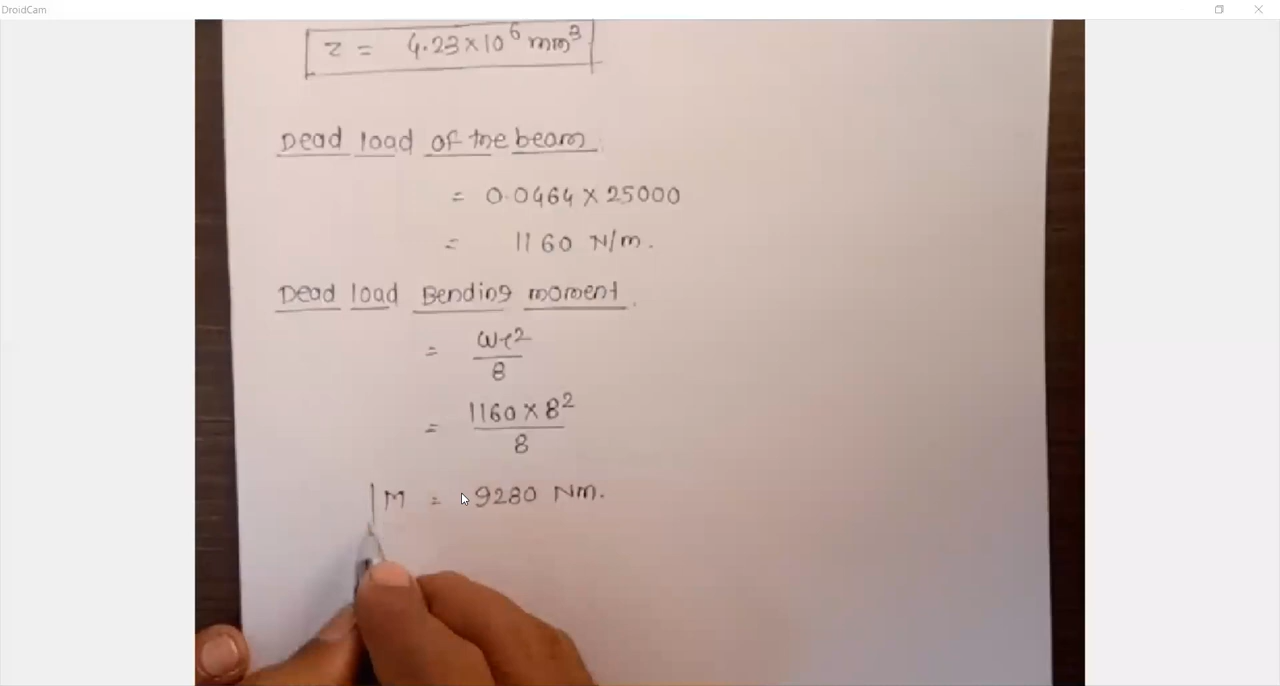 DroidCam
z = 4.23×10⁶ mm³
Dead load of the beam
= 0.0464 × 25000
= 1160 N/m.
Dead load Bending moment.
= wl²/8
= 1160 × 8²/8
M = 9280 Nm.